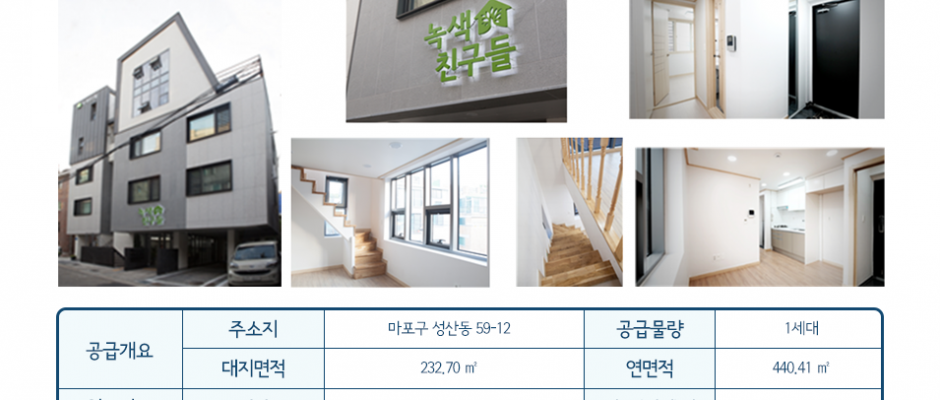 녹색
친구들
공급개요
주소지
마포구 성산동 59-12
공급물량
1세대
대지면적
232.70 ㎡
연면적
440.41 ㎡